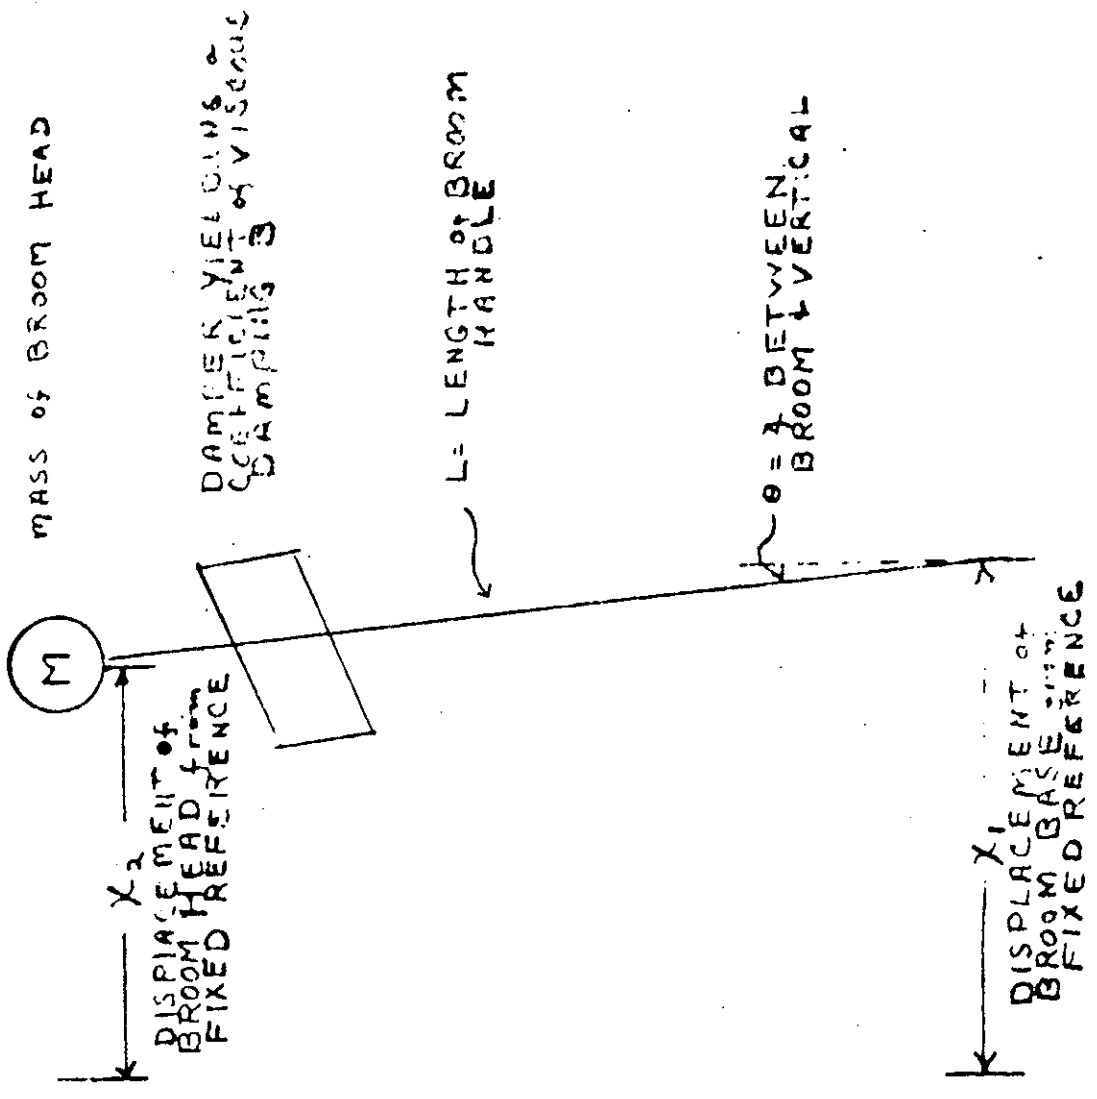 M
MASS of BROOM HEAD
X₂
DISPLACEMENT of
BROOM HEAD from
FIXED REFERENCE
DAMPER YIELDING a
COEFFICIENT of VISCOUS
DAMPING B
L = LENGTH of BROOM
HANDLE
θ = ∡ BETWEEN
BROOM & VERTICAL
X₁
DISPLACEMENT of
BROOM BASE from
FIXED REFERENCE